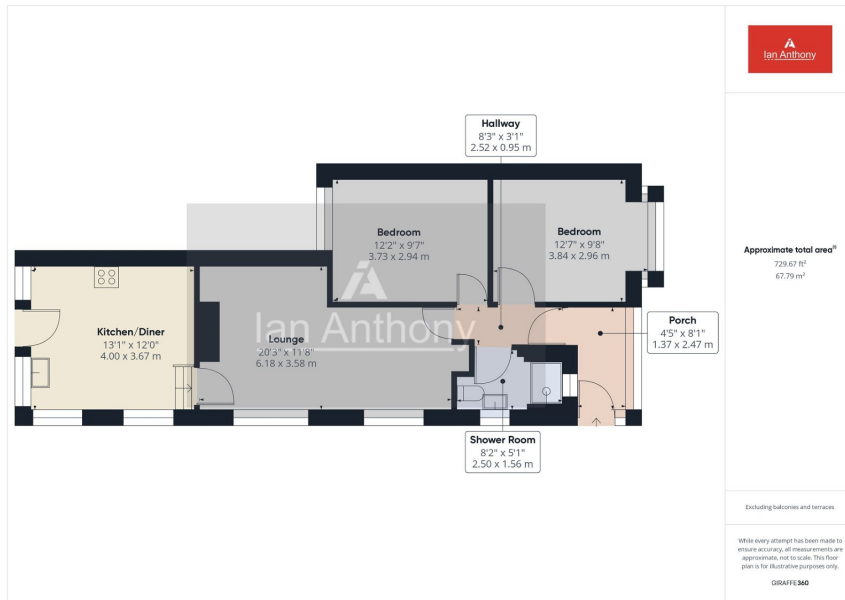 Ian Anthony
Hallway
8'3" x 3'1"
2.52 x 0.95 m
Bedroom
12'2" x 9'7"
3.73 x 2.94 m
Bedroom
12'7" x 9'8"
3.84 x 2.96 m
Approximate total area⁽¹⁾
729.67 ft²
67.79 m²
Kitchen/Diner
13'1" x 12'0"
4.00 x 3.67 m
Ian Anthony
Lounge
20'3" x 11'8"
6.18 x 3.58 m
Porch
4'5" x 8'1"
1.37 x 2.47 m
Shower Room
8'2" x 5'1"
2.50 x 1.56 m
Excluding balconies and terraces
While every attempt has been made to
ensure accuracy, all measurements are
approximate, not to scale. This floor
plan is for illustrative purposes only.
GIRAFFE360